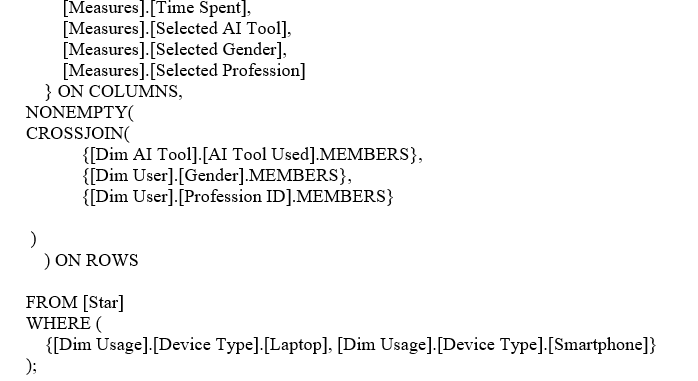 [Measures].[Time Spent],
[Measures].[Selected AI Tool],
[Measures].[Selected Gender],
[Measures].[Selected Profession]
} ON COLUMNS,
NONEMPTY(
CROSSJOIN(
{[Dim AI Tool].[AI Tool Used].MEMBERS},
{[Dim User].[Gender].MEMBERS},
{[Dim User].[Profession ID].MEMBERS}
)
) ON ROWS
FROM [Star]
WHERE (
{[Dim Usage].[Device Type].[Laptop], [Dim Usage].[Device Type].[Smartphone]}
);